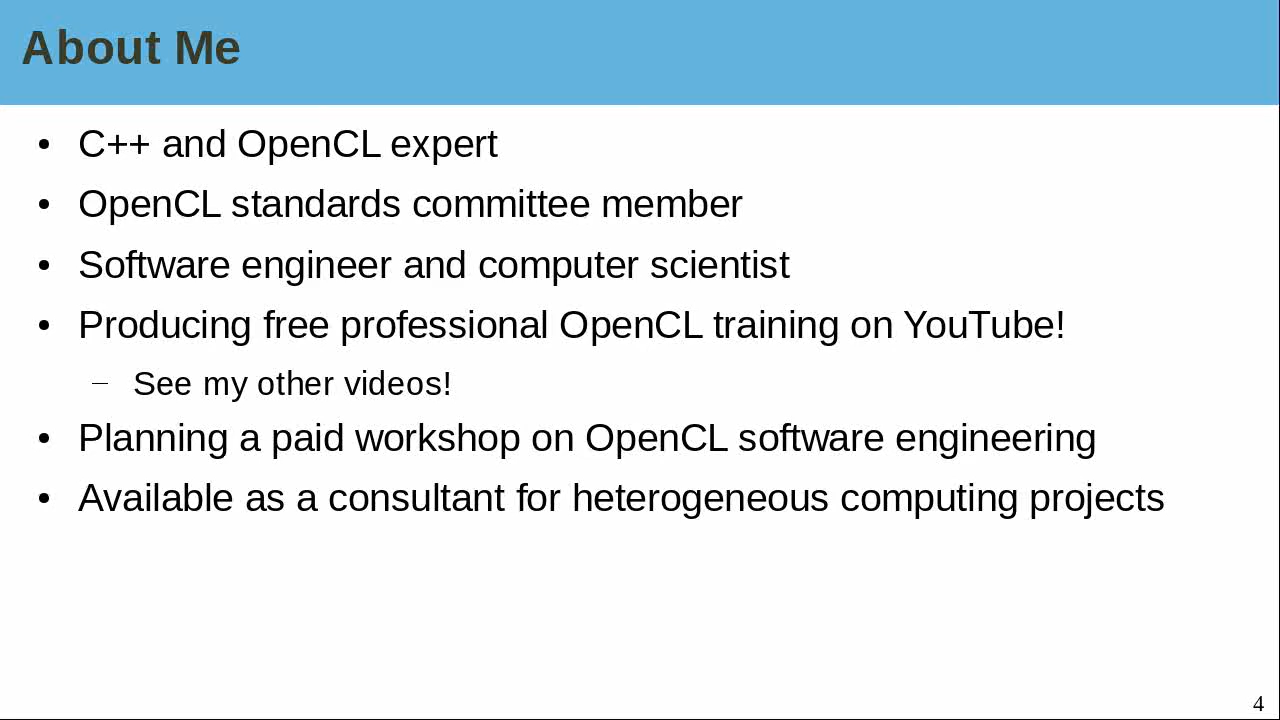 About Me
• C++ and OpenCL expert
• OpenCL standards committee member
• Software engineer and computer scientist
• Producing free professional OpenCL training on YouTube!
– See my other videos!
• Planning a paid workshop on OpenCL software engineering
• Available as a consultant for heterogeneous computing projects
4